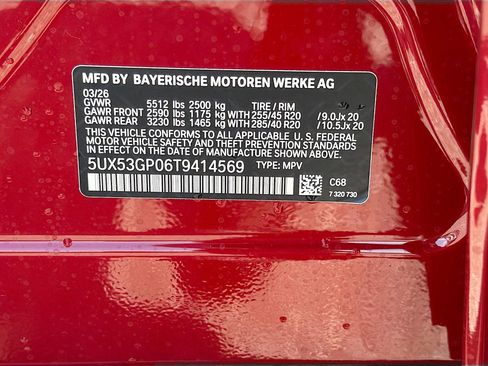 MFD BY BAYERISCHE MOTOREN WERKE AG
03/26
GVWR 5512 lbs 2500 kg TIRE / RIM
GAWR FRONT 2590 lbs 1175 kg WITH 255/45 R20 /9.0Jx 20
GAWR REAR 3230 lbs 1465 kg WITH 285/40 R20 /10.5Jx 20
THIS VEHICLE CONFORMS TO ALL APPLICABLE U.S. FEDERAL
MOTOR VEHICLE SAFETY AND THEFT PREVENTION STANDARDS
IN EFFECT ON THE DATE OF MANUFACTURE SHOWN ABOVE.
5UX53GP06T9414569 TYPE: MPV
C68
7 320 730